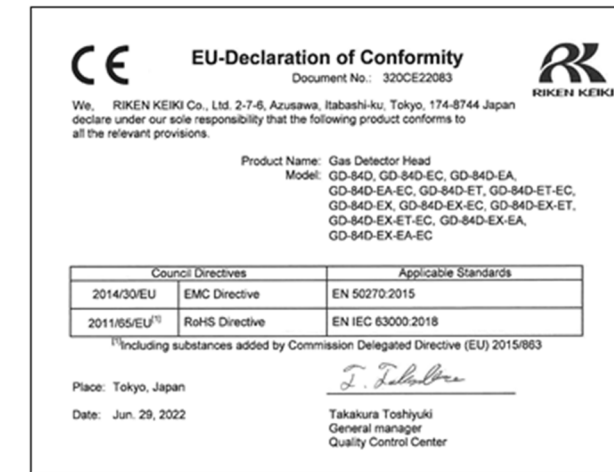 CE
EU-Declaration of Conformity
Document No.: 320CE22083
RIKEN KEIKI
We, RIKEN KEIKI Co., Ltd. 2-7-6, Azusawa, Itabashi-ku, Tokyo, 174-8744 Japan
declare under our sole responsibility that the following product conforms to
all the relevant provisions.
Product Name: Gas Detector Head
Model: GD-84D, GD-84D-EC, GD-84D-EA,
GD-84D-EA-EC, GD-84D-ET, GD-84D-ET-EC,
GD-84D-EX, GD-84D-EX-EC, GD-84D-EX-ET,
GD-84D-EX-ET-EC, GD-84D-EX-EA,
GD-84D-EX-EA-EC
Council Directives Applicable Standards
2014/30/EU EMC Directive EN 50270:2015
2011/65/EU[1] RoHS Directive EN IEC 63000:2018
[1]Including substances added by Commission Delegated Directive (EU) 2015/863
Place: Tokyo, Japan
Date: Jun. 29, 2022
Takakura Toshiyuki
General manager
Quality Control Center